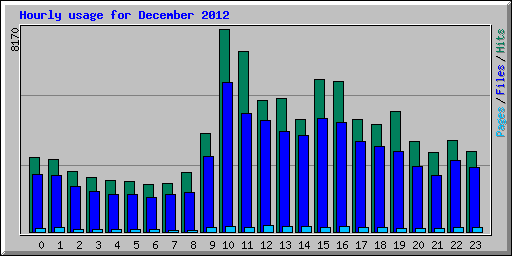 Hourly usage for December 2012
8170
Pages/Files/Hits
0 1 2 3 4 5 6 7 8 9 10 11 12 13 14 15 16 17 18 19 20 21 22 23